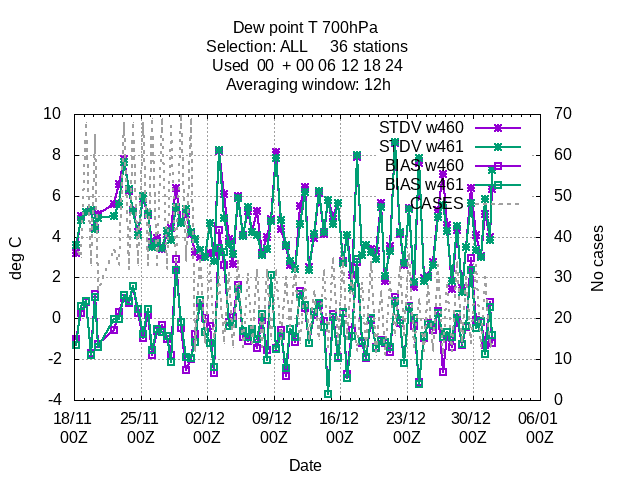 Dew point T 700hPa
Selection: ALL 36 stations
Used 00 + 00 06 12 18 24
Averaging window: 12h
10 70
STDV w460
STDV w461
8 60
BIAS w460
BIAS w461
6 50
CASES
4 40
deg C
No cases
2 30
0 20
-2 10
-4 0
18/11 25/11 02/12 09/12 16/12 23/12 30/12 06/01
00Z 00Z 00Z 00Z 00Z 00Z 00Z 00Z
Date